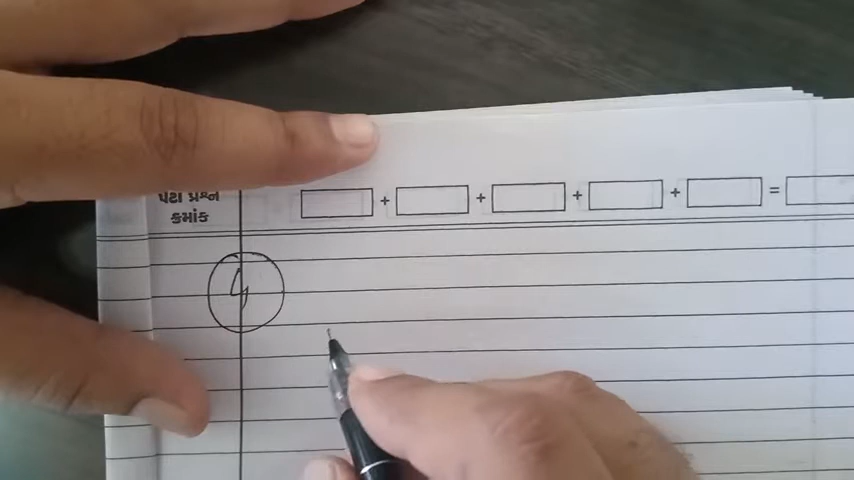 પેટા પ્રશ્ન
ક્રમાંક
+ + + + =
4